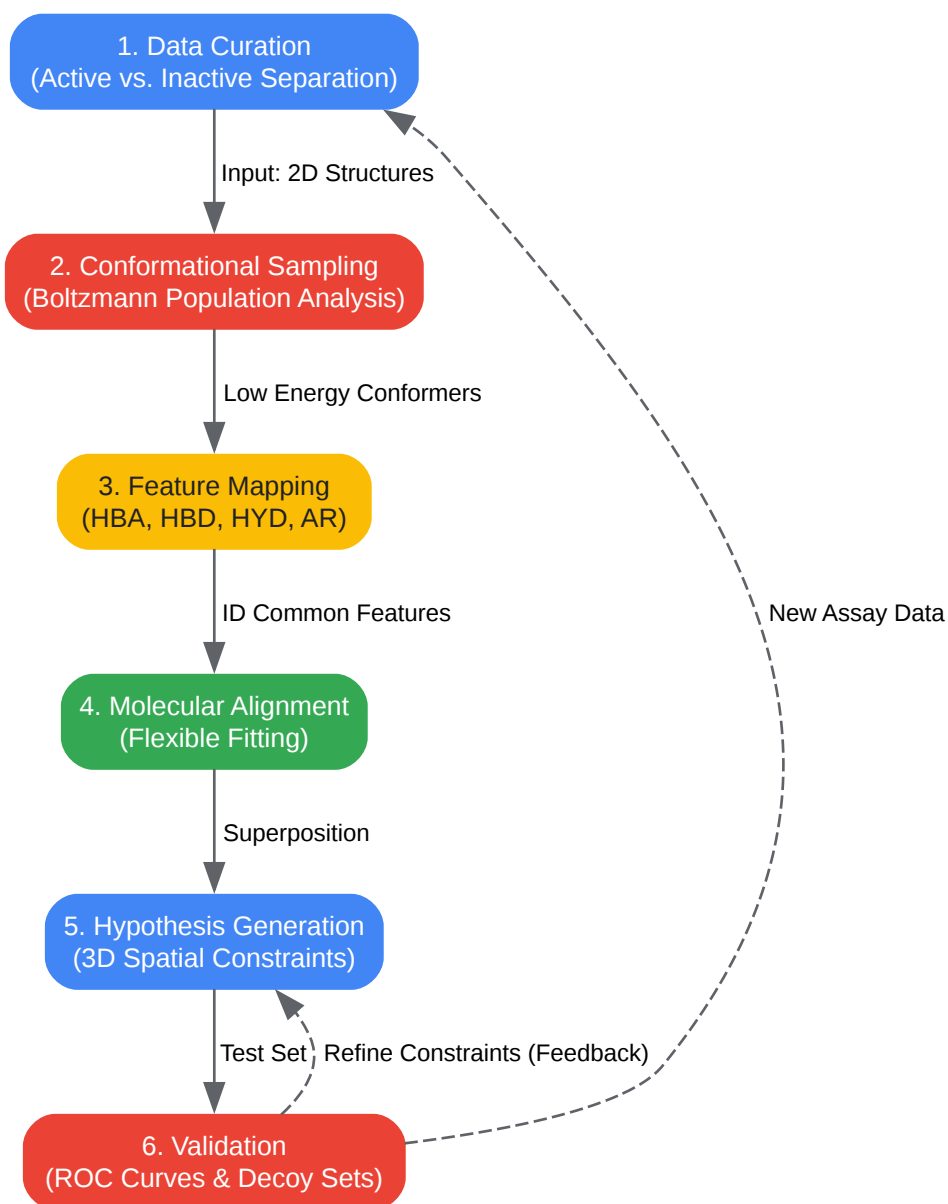 1. Data Curation
(Active vs. Inactive Separation)
Input: 2D Structures
2. Conformational Sampling
(Boltzmann Population Analysis)
Low Energy Conformers
3. Feature Mapping
(HBA, HBD, HYD, AR)
ID Common Features
New Assay Data
4. Molecular Alignment
(Flexible Fitting)
Superposition
5. Hypothesis Generation
(3D Spatial Constraints)
Test Set
Refine Constraints (Feedback)
6. Validation
(ROC Curves & Decoy Sets)